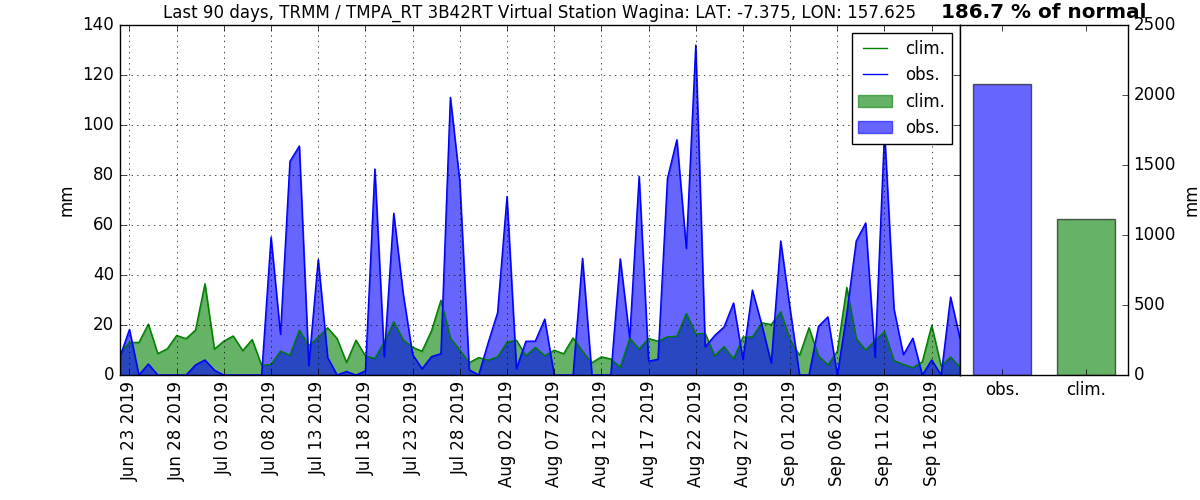 Last 90 days, TRMM / TMPA_RT 3B42RT Virtual Station Wagina: LAT: -7.375, LON: 157.625
186.7 % of normal
mm
140
120
100
80
60
40
20
0
clim.
obs.
clim.
obs.
Jun 23 2019
Jun 28 2019
Jul 03 2019
Jul 08 2019
Jul 13 2019
Jul 18 2019
Jul 23 2019
Jul 28 2019
Aug 02 2019
Aug 07 2019
Aug 12 2019
Aug 17 2019
Aug 22 2019
Aug 27 2019
Sep 01 2019
Sep 06 2019
Sep 11 2019
Sep 16 2019
2500
2000
1500
1000
500
0
mm
obs. clim.